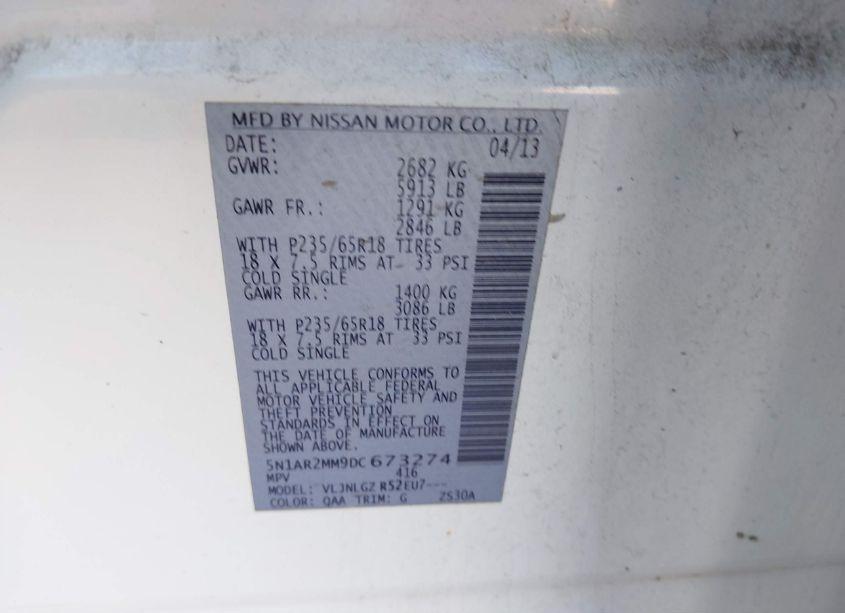 MFD BY NISSAN MOTOR CO., LTD.
DATE: 04/13
GVWR: 2682 KG
5913 LB
GAWR FR.: 1291 KG
2846 LB
WITH P235/65R18 TIRES
18 X 7.5 RIMS AT 33 PSI
COLD SINGLE
GAWR RR.: 1400 KG
3086 LB
WITH P235/65R18 TIRES
18 X 7.5 RIMS AT 33 PSI
COLD SINGLE
THIS VEHICLE CONFORMS TO
ALL APPLICABLE FEDERAL
MOTOR VEHICLE SAFETY AND
THEFT PREVENTION
STANDARDS IN EFFECT ON
THE DATE OF MANUFACTURE
SHOWN ABOVE.
5N1AR2MM9DC673274
MPV 416
MODEL: VLJNLGZ R52EU7---
COLOR: QAA TRIM: G ZS30A